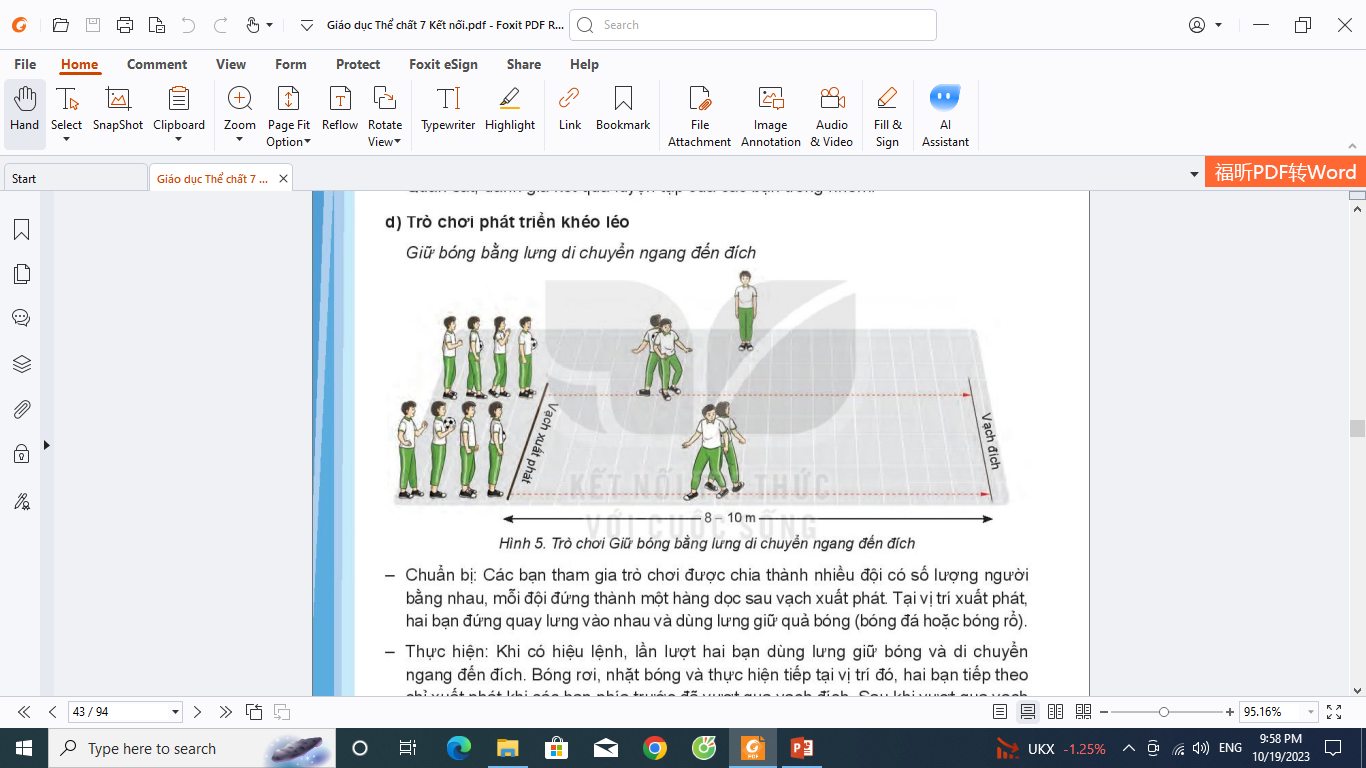 Giáo dục Thể chất 7 Kết nối.pdf - Foxit PDF R...
Search
File Home Comment View Form Protect Foxit eSign Share Help
Hand Select SnapShot Clipboard Zoom Page Fit Option Reflow Rotate View Typewriter Highlight Link Bookmark File Attachment Image Annotation Audio & Video Fill & Sign AI Assistant
Start
Giáo dục Thể chất 7 ...
福昕PDF转Word
d) Trò chơi phát triển khéo léo
Giữ bóng bằng lưng di chuyển ngang đến đích
Vạch xuất phát
Vạch đích
KẾT NỐI TRI THỨC
VỚI CUỘC SỐNG
8 – 10 m
Hình 5. Trò chơi Giữ bóng bằng lưng di chuyển ngang đến đích
– Chuẩn bị: Các bạn tham gia trò chơi được chia thành nhiều đội có số lượng người
bằng nhau, mỗi đội đứng thành một hàng dọc sau vạch xuất phát. Tại vị trí xuất phát,
hai bạn đứng quay lưng vào nhau và dùng lưng giữ quả bóng (bóng đá hoặc bóng rổ).
– Thực hiện: Khi có hiệu lệnh, lần lượt hai bạn dùng lưng giữ bóng và di chuyển
ngang đến đích. Bóng rơi, nhặt bóng và thực hiện tiếp tại vị trí đó, hai bạn tiếp theo
43 / 94
95.16%
Type here to search
UKX -1.25%
ENG
9:58 PM
10/19/2023